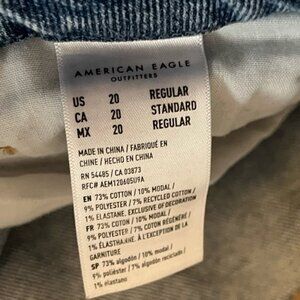 AMERICAN EAGLE
OUTFITTERS
US 20 REGULAR
CA 20 STANDARD
MX 20 REGULAR
MADE IN CHINA / FABRIQUÉ EN
CHINE / HECHO EN CHINA
RN 54485 / CA 03873
RFC# AEM120605U9A
EN 73% COTTON / 10% MODAL /
9% POLYESTER / 7% RECYCLED COTTON /
1% ELASTANE. EXCLUSIVE OF DECORATION
FR 73% COTON / 10% MODAL /
9% POLYESTER / 7% COTON RÉGÉNÉRÉ /
1% ÉLASTHANNE. À L'EXCEPTION DE LA
GARNITURE
SP 73% algodón / 10% modal /
9% poliéster / 7% algodón reciclado /
1% elastano